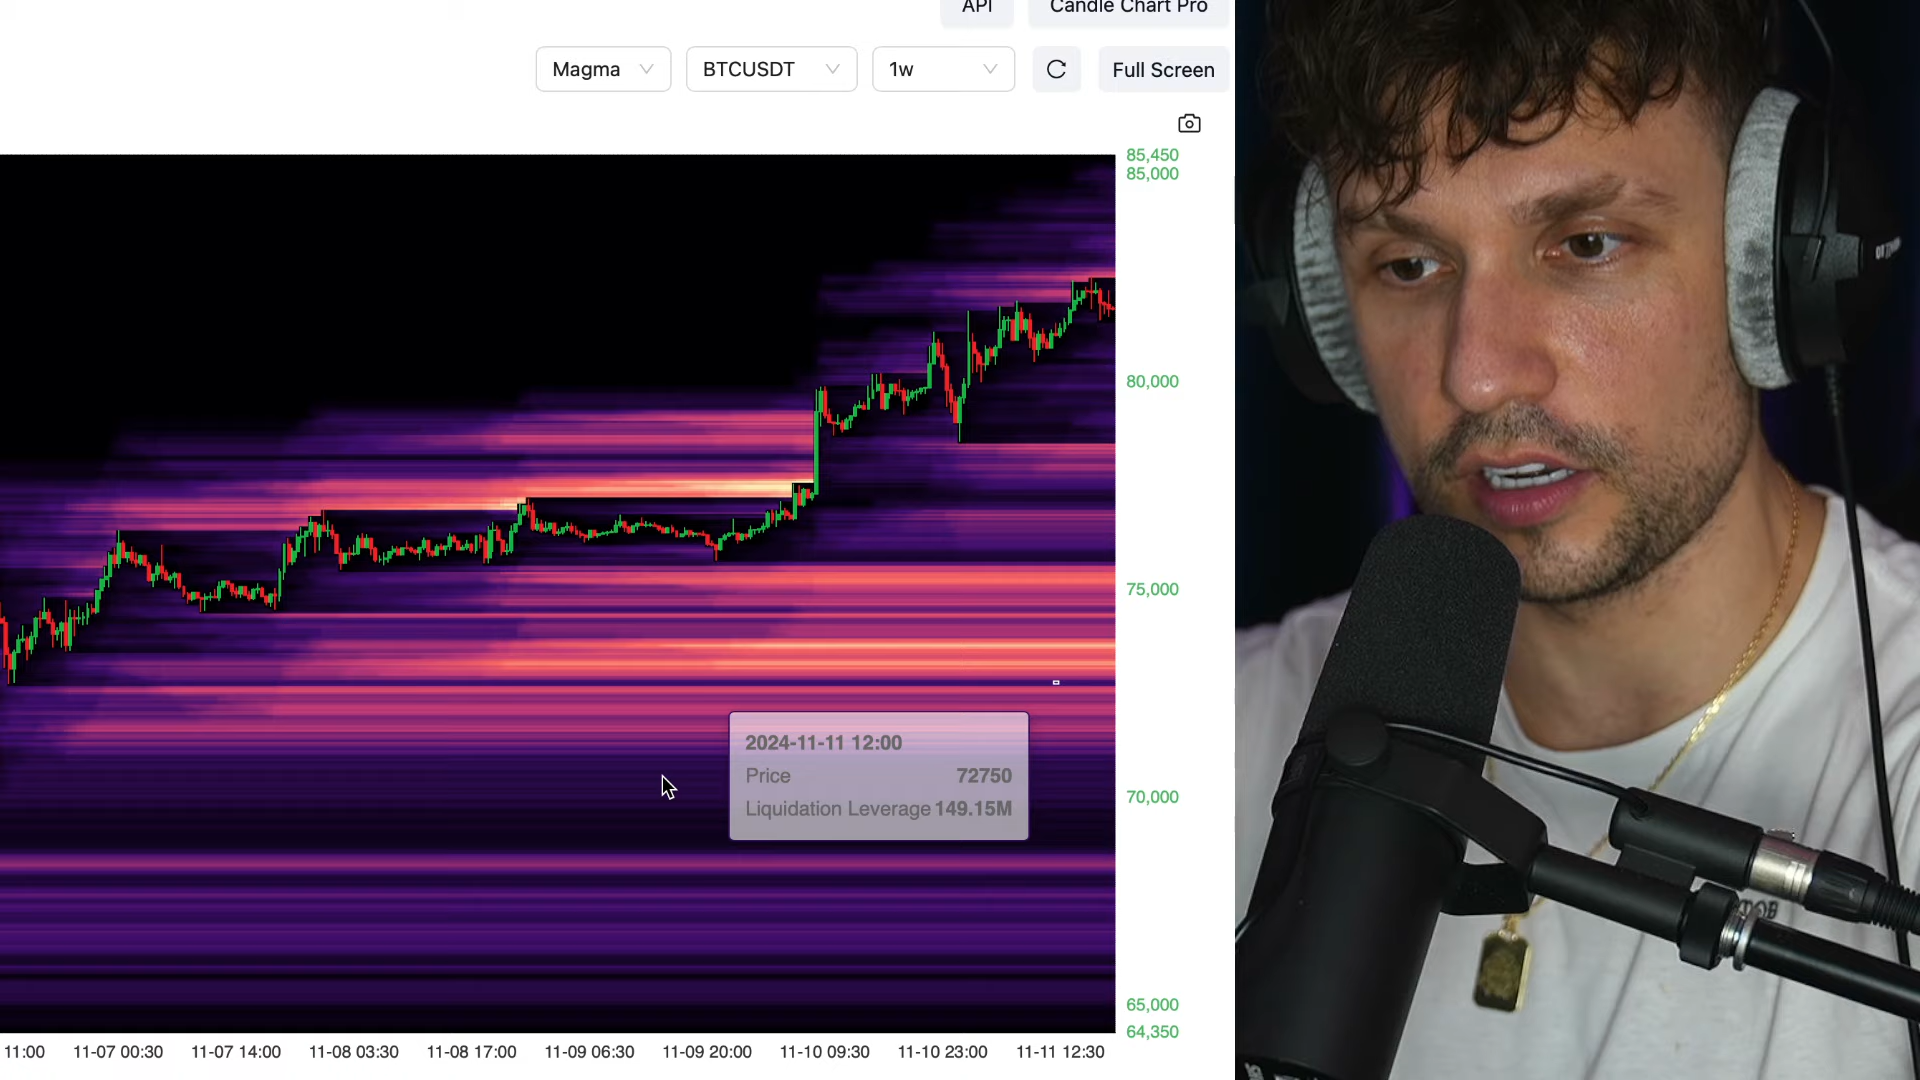 API
Candle Chart Pro
Magma
BTCUSDT
1w
Full Screen
85,450
85,000
80,000
75,000
70,000
65,000
64,350
2024-11-11 12:00
Price 72750
Liquidation Leverage 149.15M
11:00
11-07 00:30
11-07 14:00
11-08 03:30
11-08 17:00
11-09 06:30
11-09 20:00
11-10 09:30
11-10 23:00
11-11 12:30